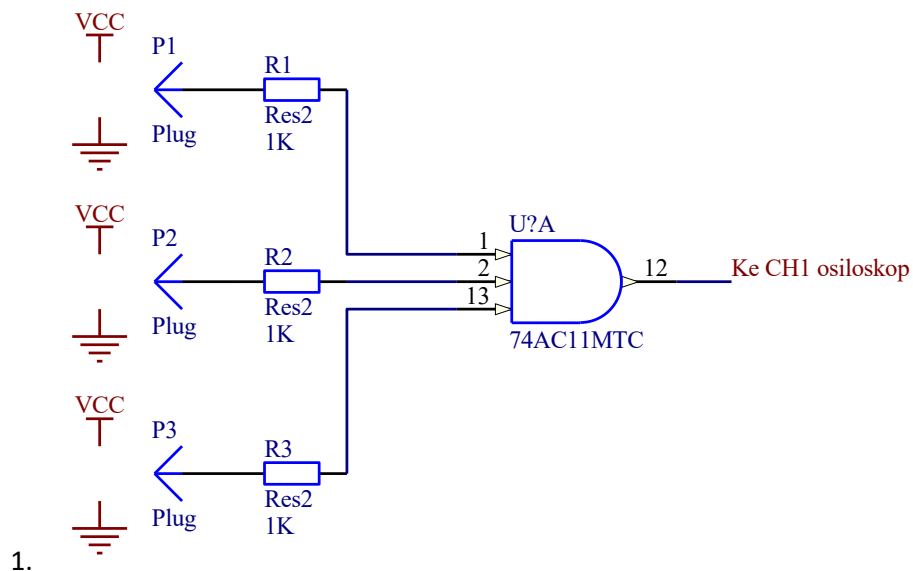 VCC
P1
Plug
R1
Res2
1K
VCC
P2
Plug
R2
Res2
1K
VCC
P3
Plug
R3
Res2
1K
U?A
1
2
13
12
74AC11MTC
Ke CH1 osiloskop
1.